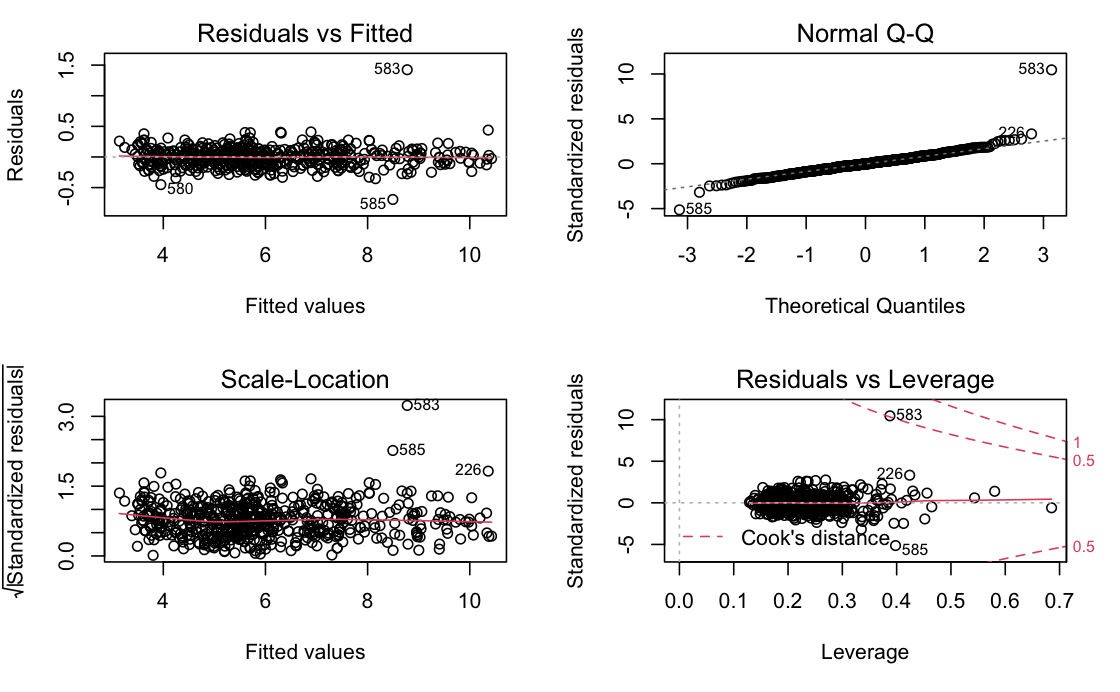 Residuals vs Fitted
Residuals
1.5
0.5
-0.5
583
580
585
4 6 8 10
Fitted values
Normal Q-Q
Standardized residuals
10
5
0
-5
583
226
585
-3 -2 -1 0 1 2 3
Theoretical Quantiles
Scale-Location
√|Standardized residuals|
3.0
1.5
0.0
583
585
226
4 6 8 10
Fitted values
Residuals vs Leverage
Standardized residuals
10
5
0
-5
583
226
585
Cook's distance
1
0.5
0.5
0.0 0.1 0.2 0.3 0.4 0.5 0.6 0.7
Leverage